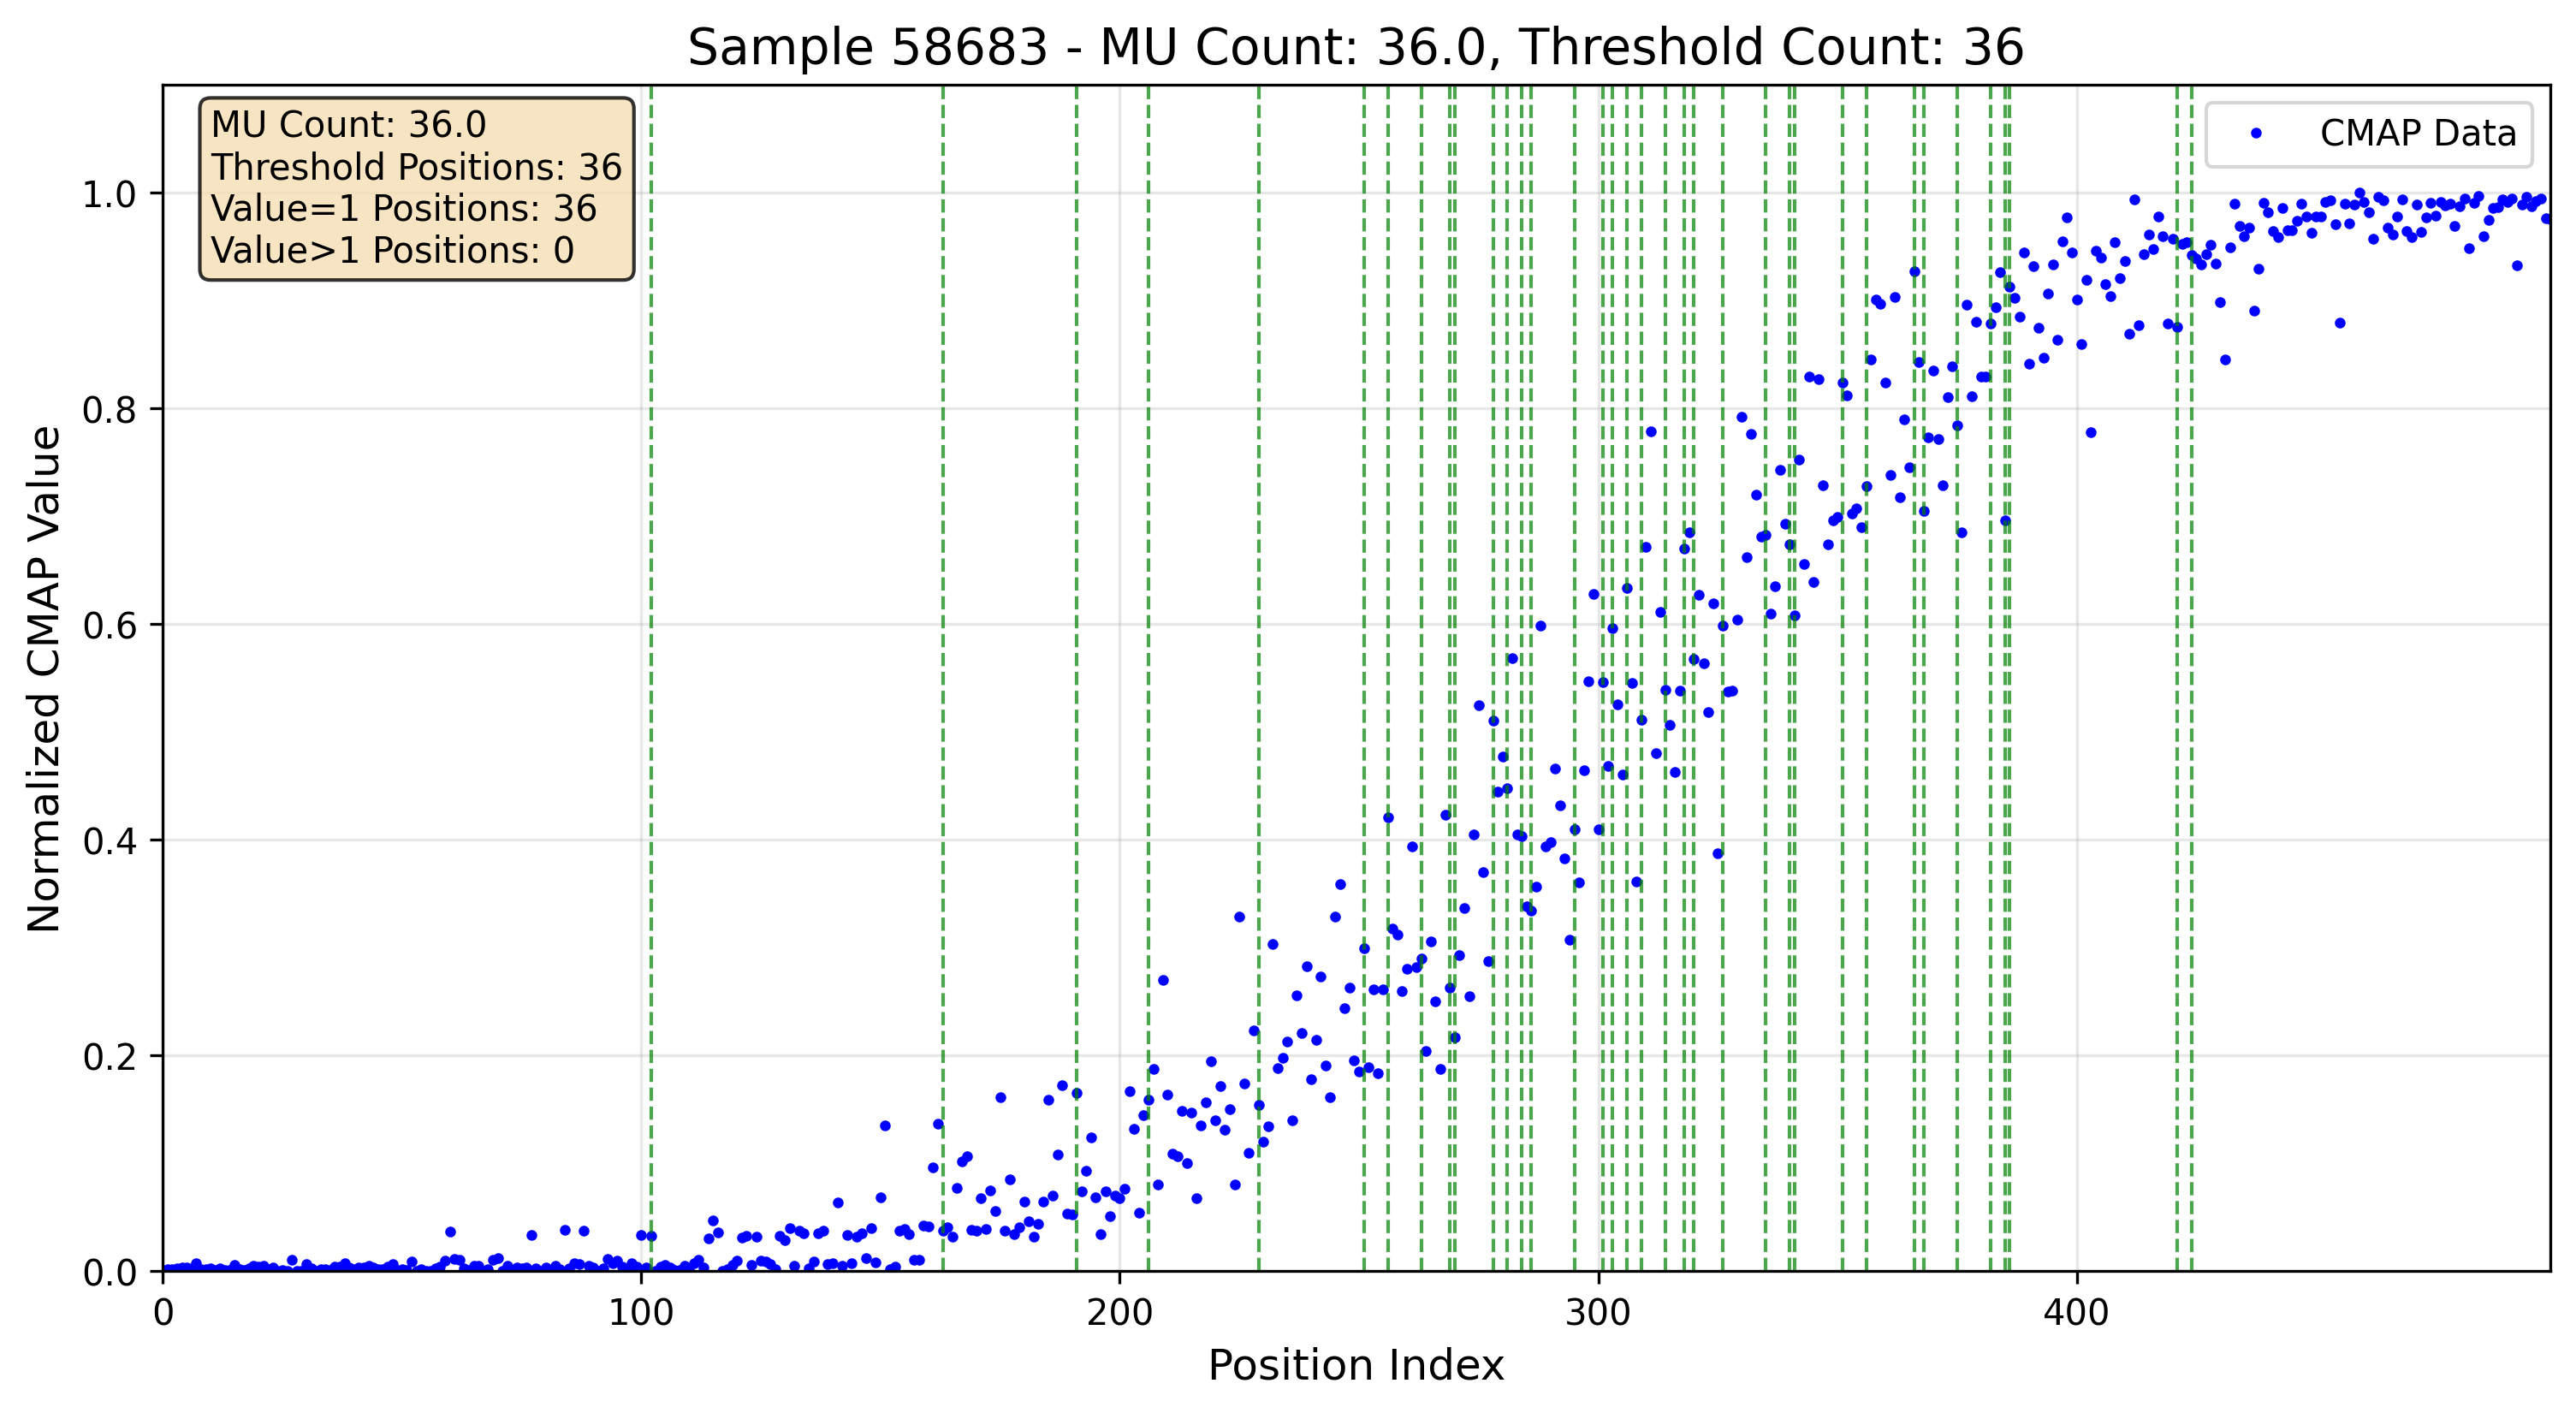 Sample 58683 - MU Count: 36.0, Threshold Count: 36
MU Count: 36.0
Threshold Positions: 36
Value=1 Positions: 36
Value>1 Positions: 0
CMAP Data
Normalized CMAP Value
1.0
0.8
0.6
0.4
0.2
0.0
0 100 200 300 400
Position Index